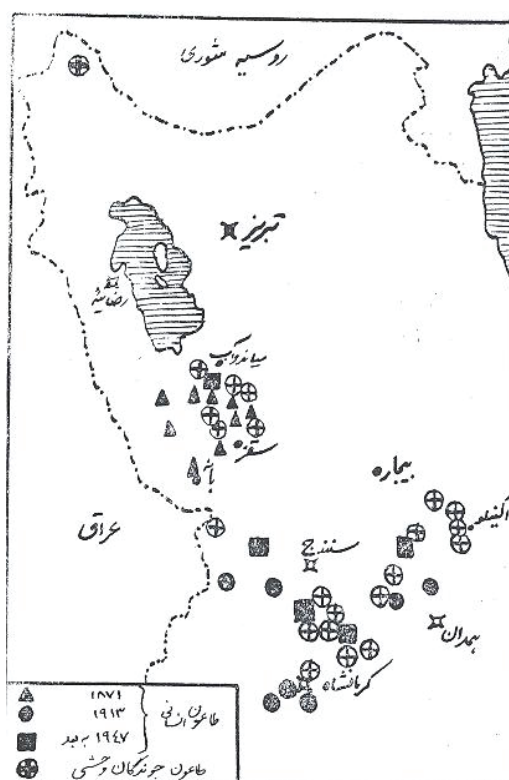 روسیه شوروی
تبریز
رضائیه
میاندوآب
سقز
بانه
بیجار
عراق
سنندج
همدان
کرمانشاه
طاعون انسانی
۱۸۷۱
۱۹۱۳
۱۹۴۷ به بعد
طاعون جوندگان وحشی